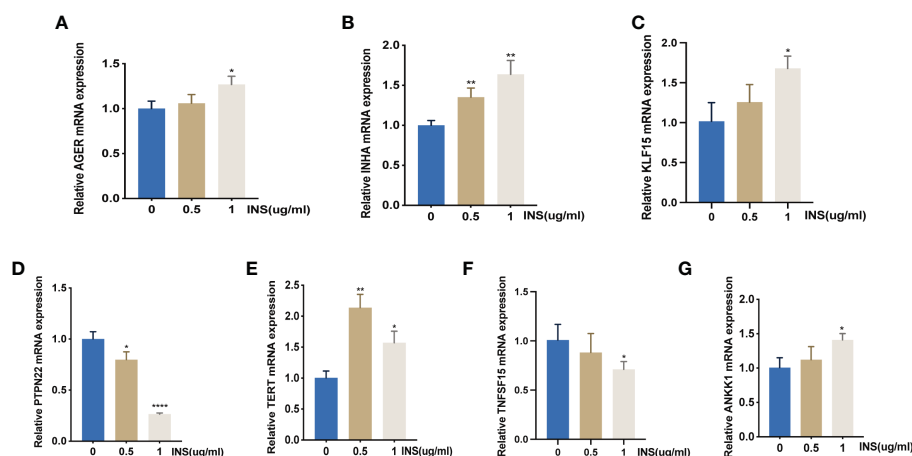 A
Relative AGER mRNA expression
1.5
1.0
0.5
0.0
*
0 0.5 1 INS(ug/ml)
B
Relative INHA mRNA expression
2.0
1.5
1.0
0.5
0.0
**
**
0 0.5 1 INS(ug/ml)
C
Relative KLF15 mRNA expression
2.0
1.5
1.0
0.5
0.0
*
0 0.5 1 INS(ug/ml)
D
Relative PTPN22 mRNA expression
1.5
1.0
0.5
0.0
*
****
0 0.5 1 INS(ug/ml)
E
Relative TERT mRNA expression
2.5
2.0
1.5
1.0
0.5
0.0
**
*
0 0.5 1 INS(ug/ml)
F
Relative TNFSF15 mRNA expression
1.5
1.0
0.5
0.0
*
0 0.5 1 INS(ug/ml)
G
Relative ANKK1 mRNA expression
2.0
1.5
1.0
0.5
0.0
*
0 0.5 1 INS(ug/ml)